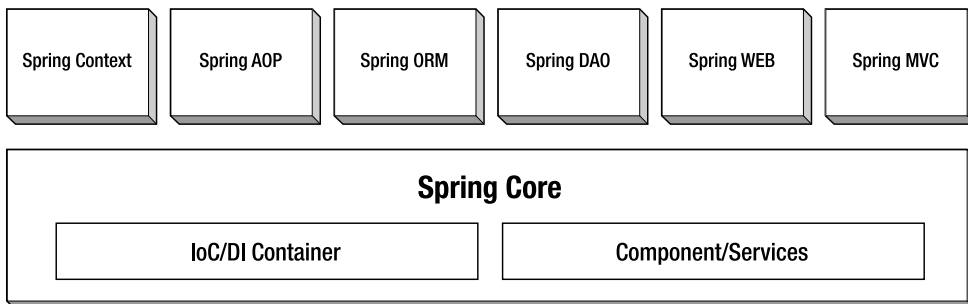 Spring Context
Spring AOP
Spring ORM
Spring DAO
Spring WEB
Spring MVC
Spring Core
IoC/DI Container
Component/Services